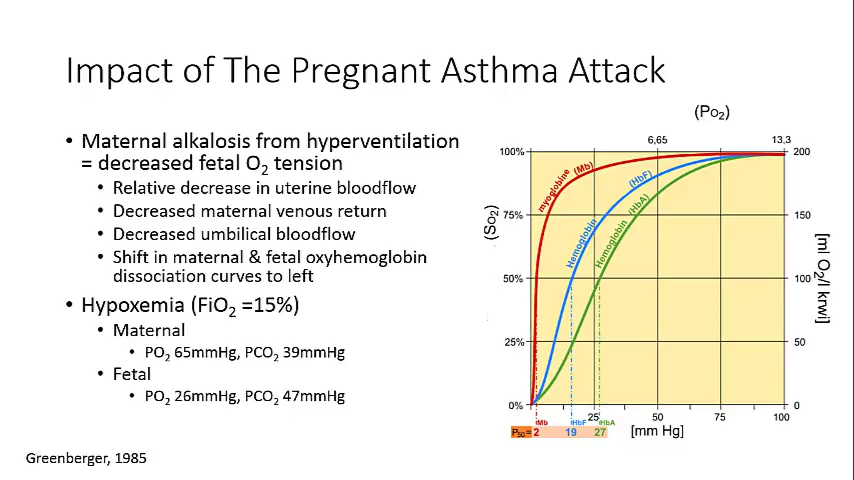 Impact of The Pregnant Asthma Attack
• Maternal alkalosis from hyperventilation
= decreased fetal O2 tension
• Relative decrease in uterine bloodflow
• Decreased maternal venous return
• Decreased umbilical bloodflow
• Shift in maternal & fetal oxyhemoglobin
dissociation curves to left
• Hypoxemia (FiO2 =15%)
• Maternal
• PO2 65mmHg, PCO2 39mmHg
• Fetal
• PO2 26mmHg, PCO2 47mmHg
Greenberger, 1985
(Po2)
6,65 13,3
(So2)
100%
75%
50%
25%
0%
myoglobine (Mb)
Hemoglobin (HbF)
Hemoglobin (HbA)
200
150
100
50
0
[ml O2/l krwi]
25 50 75 100
Mb HbF HbA
P50 = 2 19 27
[mm Hg]